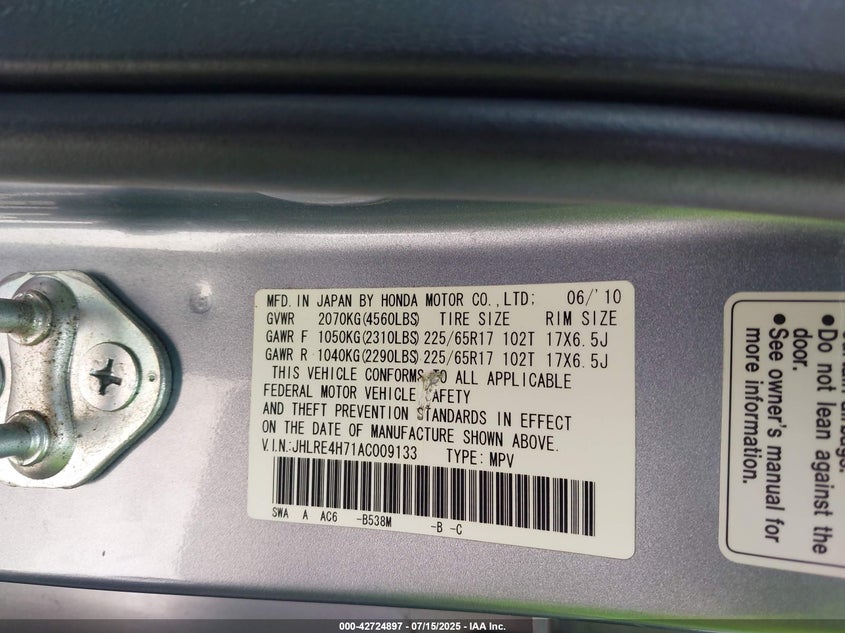 MFD. IN JAPAN BY HONDA MOTOR CO.,LTD; 06/'10
GVWR 2070KG(4560LBS) TIRE SIZE RIM SIZE
GAWR F 1050KG(2310LBS) 225/65R17 102T 17X6.5J
GAWR R 1040KG(2290LBS) 225/65R17 102T 17X6.5J
THIS VEHICLE CONFORMS TO ALL APPLICABLE
FEDERAL MOTOR VEHICLE SAFETY
AND THEFT PREVENTION STANDARDS IN EFFECT
ON THE DATE OF MANUFACTURE SHOWN ABOVE.
V.I.N.:JHLRE4H71AC009133 TYPE: MPV
SWA A AC6 -B538M -B -C
door.
• Do not lean against the
• See owner's manual for
more information.
000-42724897 - 07/15/2025 - IAA Inc.